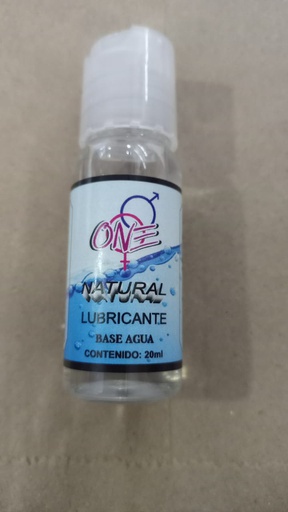 ONE
NATURAL
LUBRICANTE
BASE AGUA
CONTENIDO: 20ml